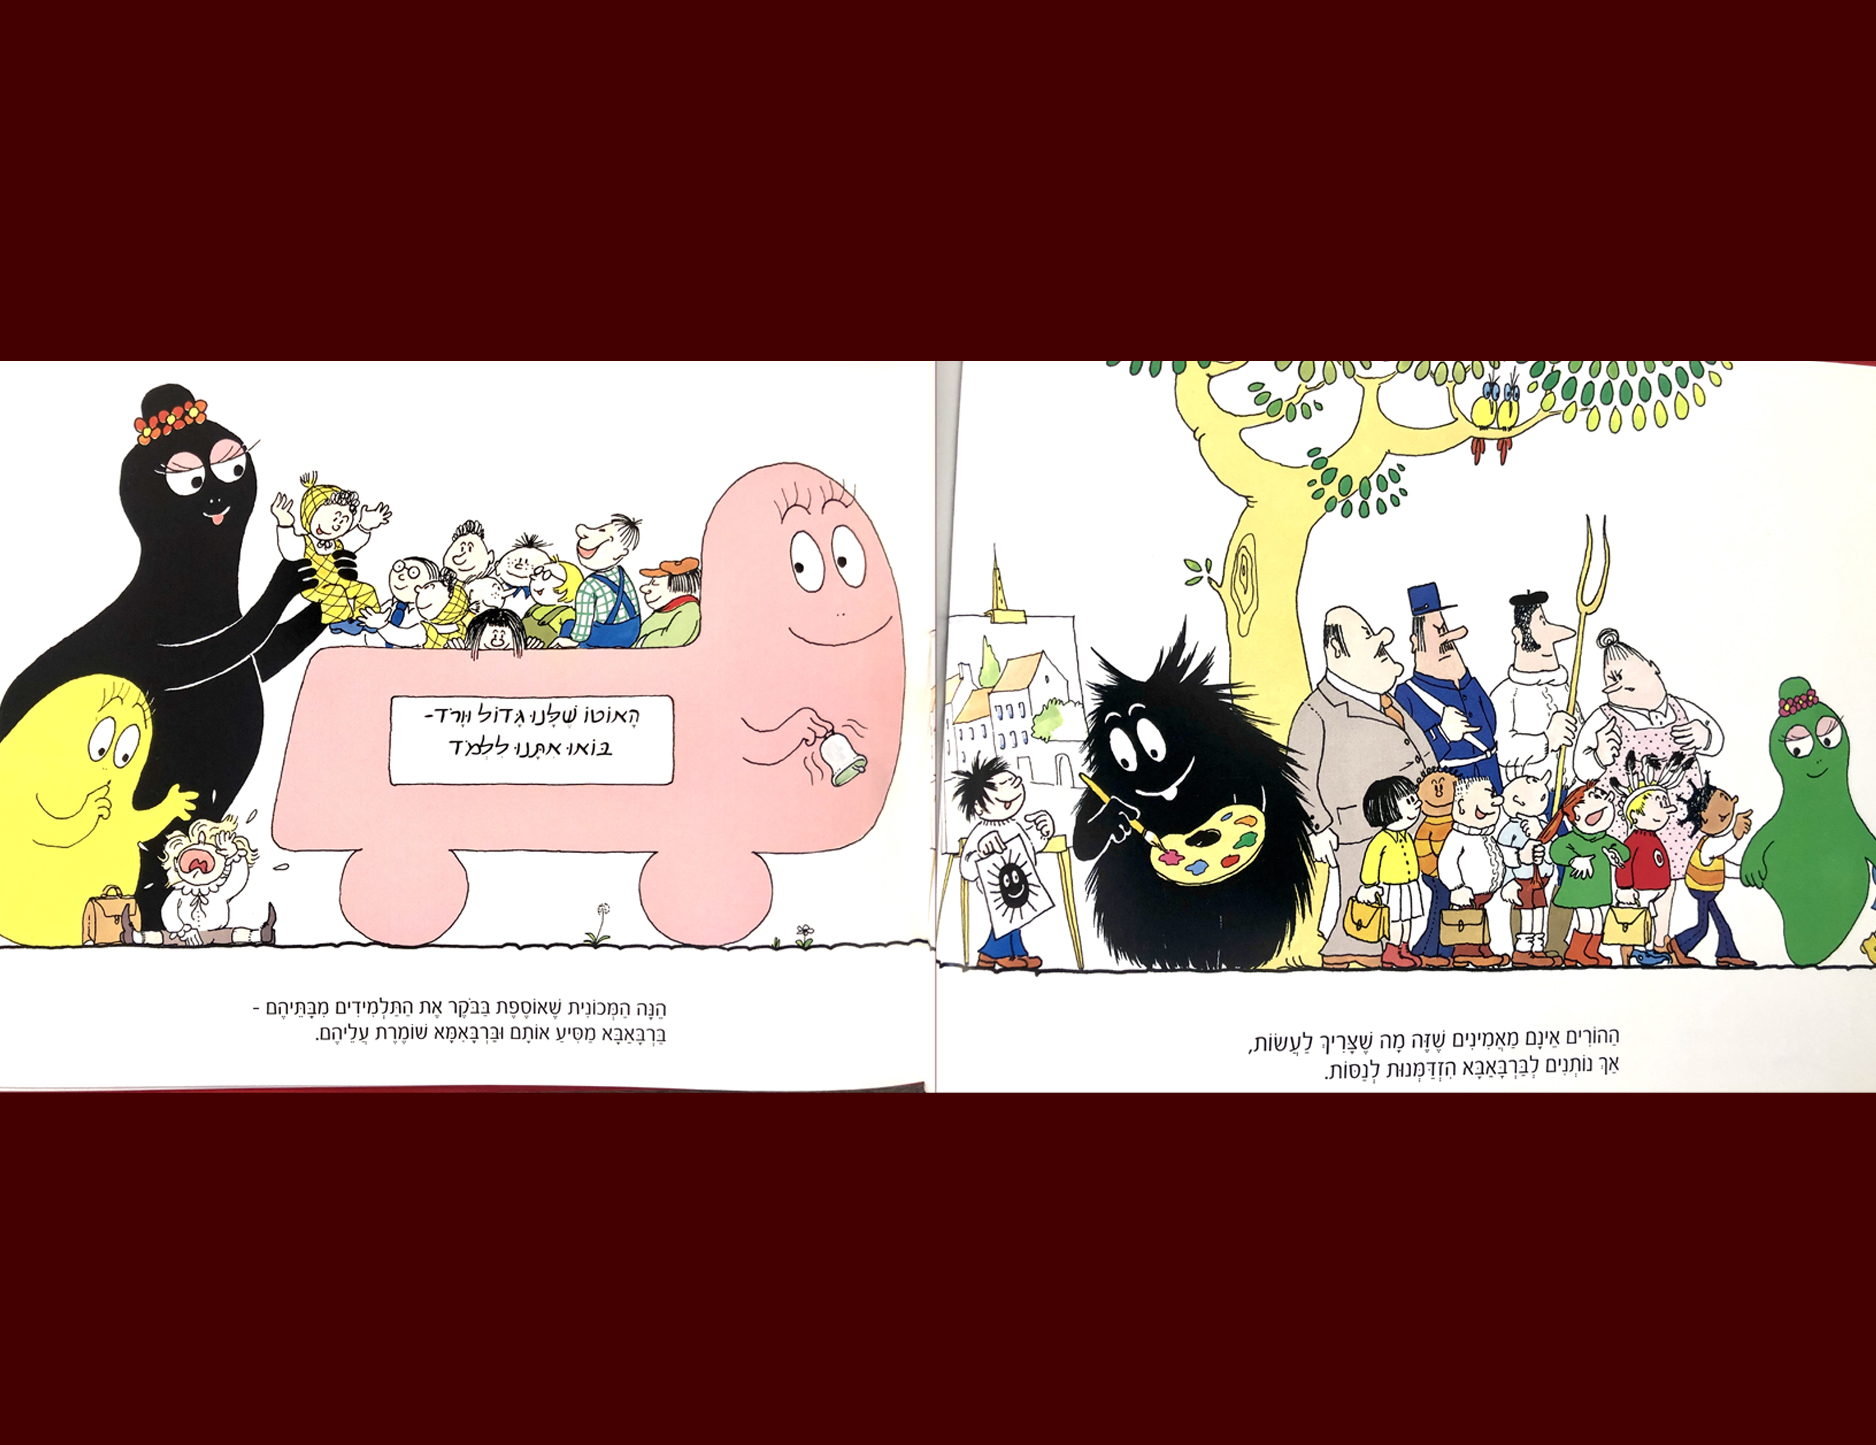 הָאוֹטוֹ שֶׁלָּנוּ גָּדוֹל וְוָרֹד-
בּוֹאוּ אִתָּנוּ לִלְמֹד
הִנֵּה הַמְּכוֹנִית שֶׁאוֹסֶפֶת בַּבֹּקֶר אֶת הַתַּלְמִידִים מִבָּתֵּיהֶם -
בַּרְבָּאַבָּא מַסִּיעַ אוֹתָם וּבַרְבָּאִמָּא שׁוֹמֶרֶת עֲלֵיהֶם.
הַהוֹרִים אֵינָם מַאֲמִינִים שֶׁזֶּה מָה שֶׁצָּרִיךְ לַעֲשׂוֹת,
אַךְ נוֹתְנִים לְבַּרְבָּאַבָּא הִזְדַּמְּנוּת לְנַסּוֹת.